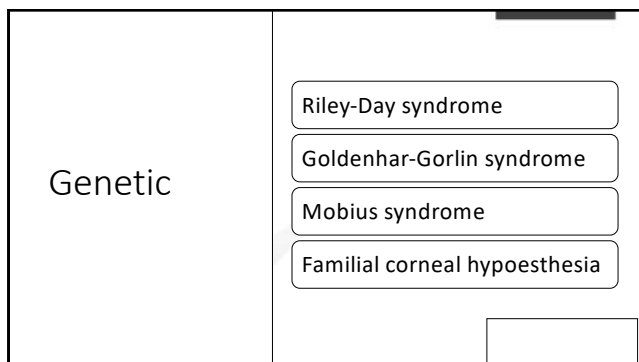 Genetic
Riley-Day syndrome
Goldenhar-Gorlin syndrome
Mobius syndrome
Familial corneal hypoesthesia